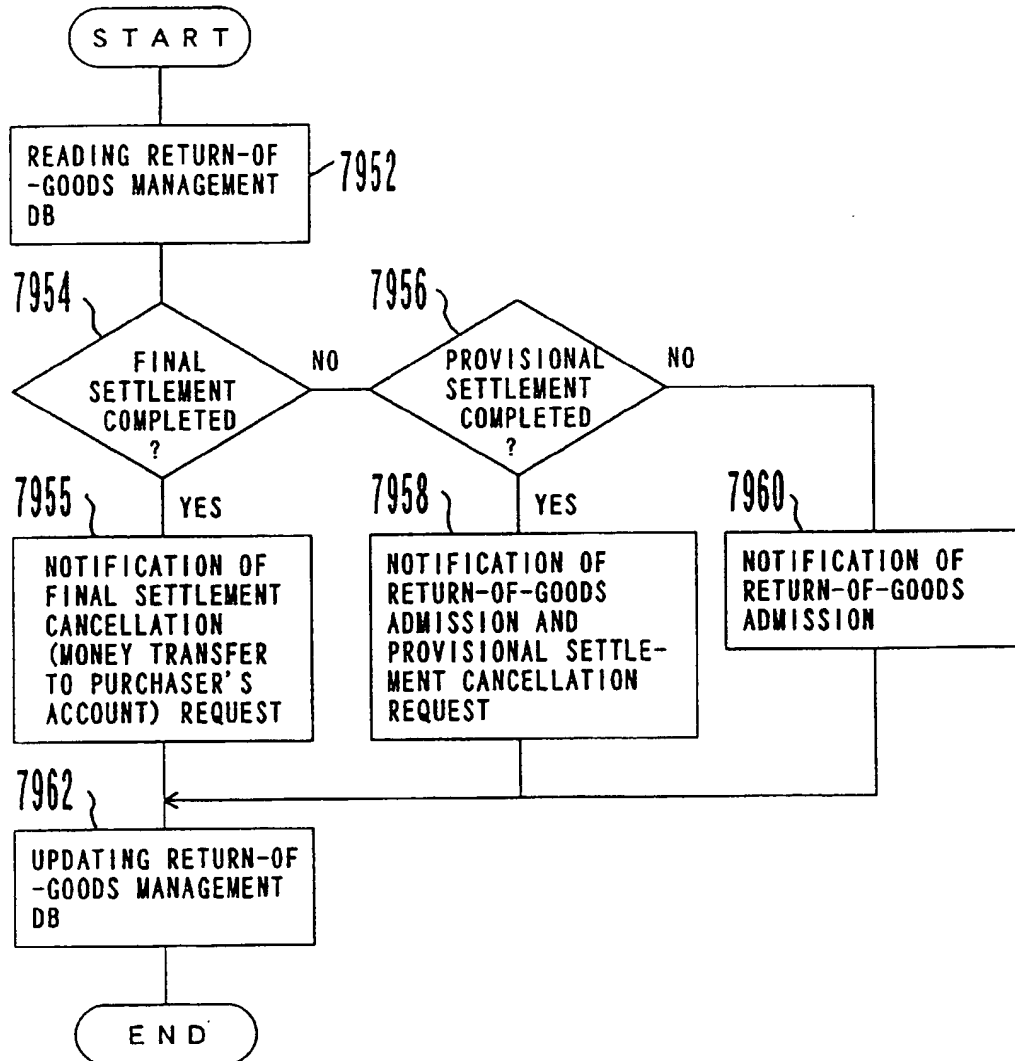 START
READING RETURN-OF
-GOODS MANAGEMENT
DB
7952
7954
FINAL
SETTLEMENT
COMPLETED
?
NO
7956
PROVISIONAL
SETTLEMENT
COMPLETED
?
NO
7955
YES
NOTIFICATION OF
FINAL SETTLEMENT
CANCELLATION
(MONEY TRANSFER
TO PURCHASER'S
ACCOUNT) REQUEST
7958
YES
NOTIFICATION OF
RETURN-OF-GOODS
ADMISSION AND
PROVISIONAL SETTLE-
MENT CANCELLATION
REQUEST
7960
NOTIFICATION OF
RETURN-OF-GOODS
ADMISSION
7962
UPDATING RETURN-OF
-GOODS MANAGEMENT
DB
END